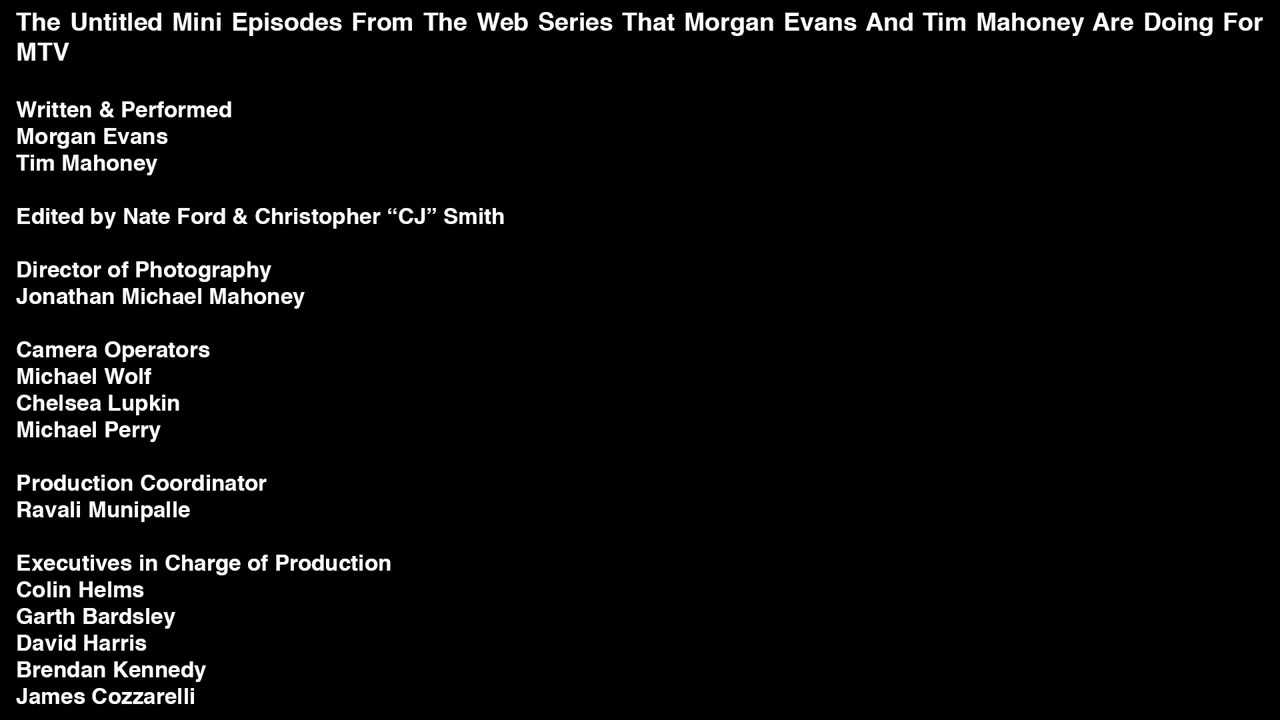 The Untitled Mini Episodes From The Web Series That Morgan Evans And Tim Mahoney Are Doing For
MTV
Written & Performed
Morgan Evans
Tim Mahoney
Edited by Nate Ford & Christopher “CJ” Smith
Director of Photography
Jonathan Michael Mahoney
Camera Operators
Michael Wolf
Chelsea Lupkin
Michael Perry
Production Coordinator
Ravali Munipalle
Executives in Charge of Production
Colin Helms
Garth Bardsley
David Harris
Brendan Kennedy
James Cozzarelli